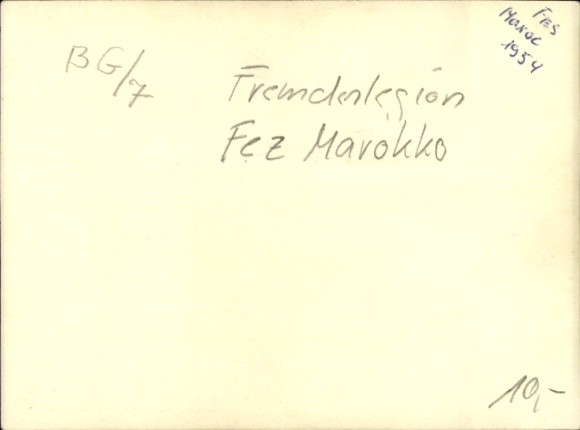 FES
Maroc
1954
BG/7
Fremdenlegion
Fez Marokko
10,-